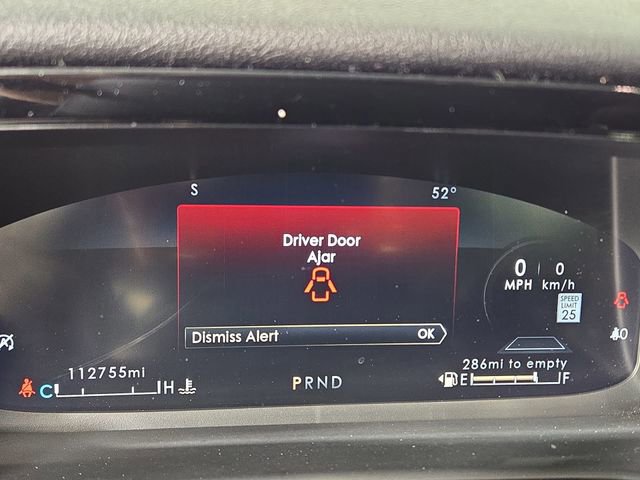 S 52°
Driver Door
Ajar
0 0
MPH km/h
SPEED
LIMIT
25
Dismiss Alert OK
112755mi
286mi to empty
C H
PRND
E F